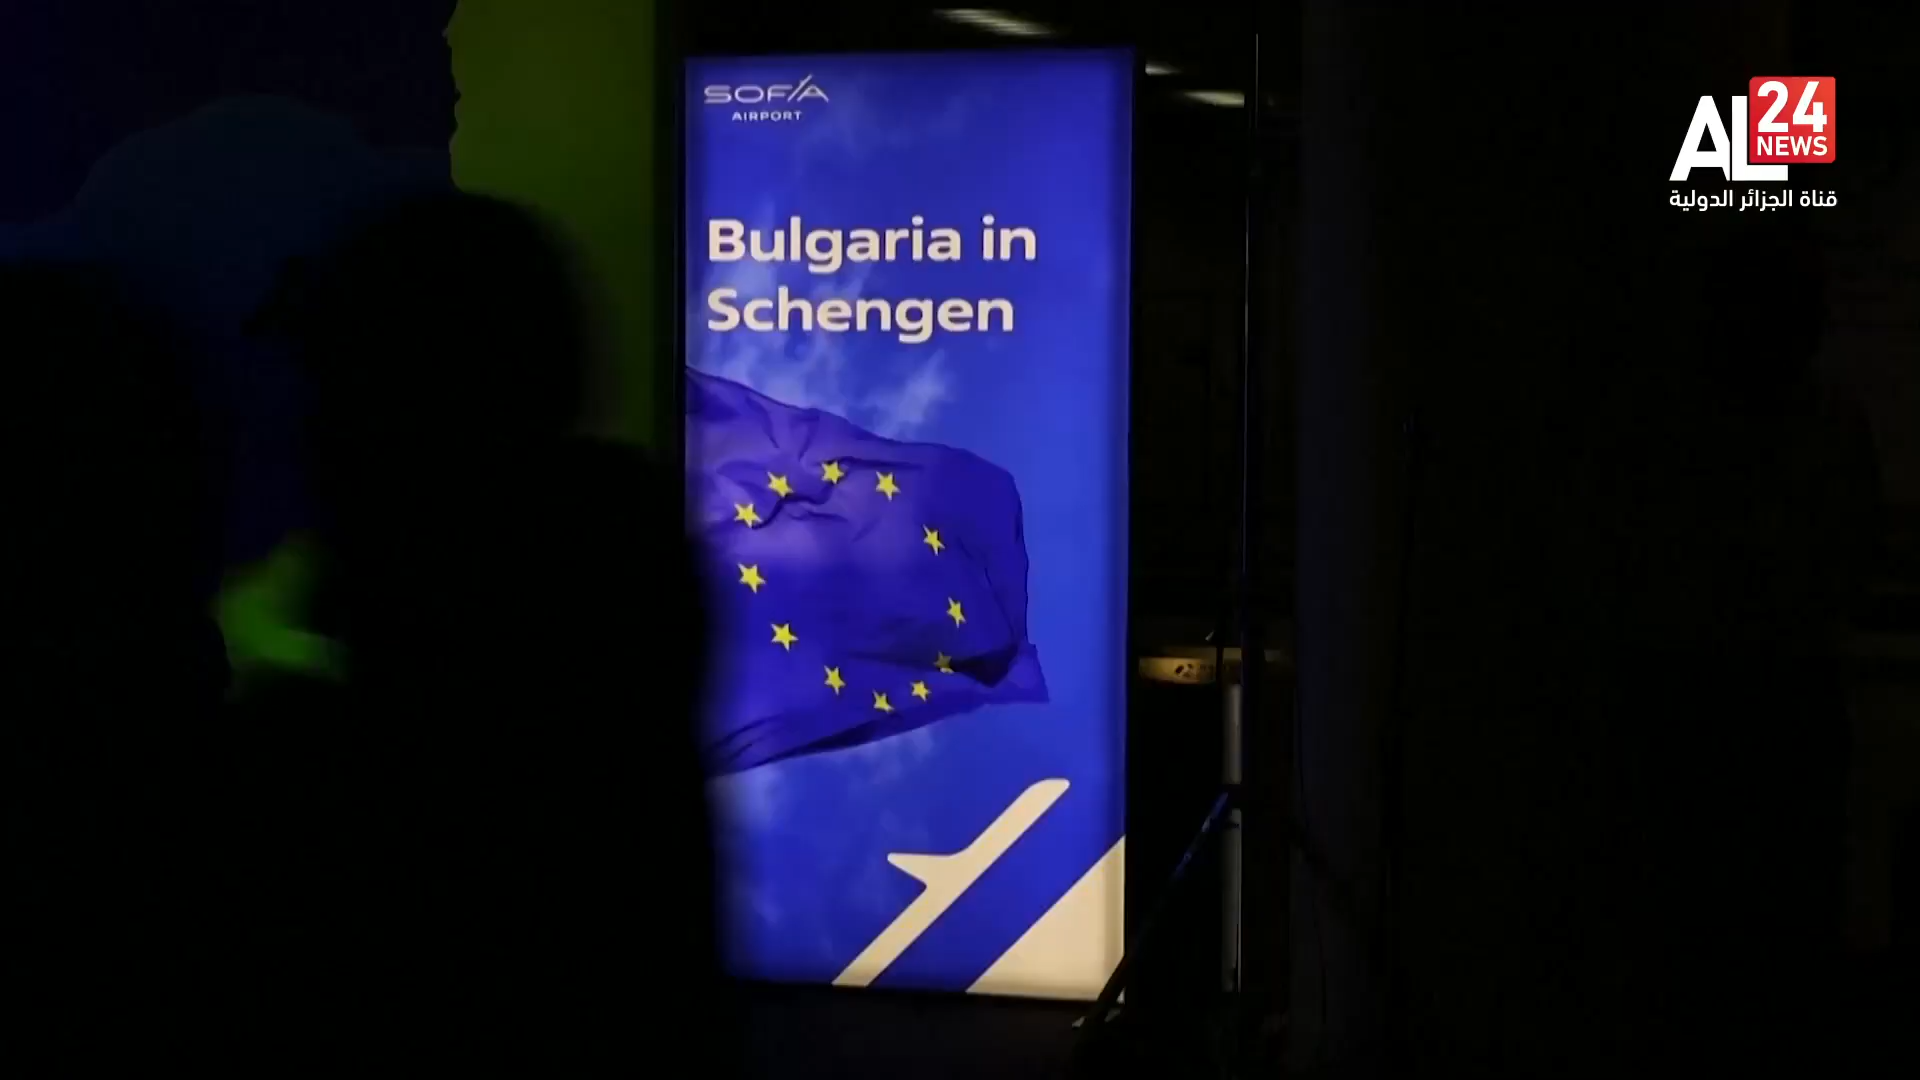 SOFIA
AIRPORT
Bulgaria in
Schengen
AL
24
NEWS
قناة الجزائر الدولية